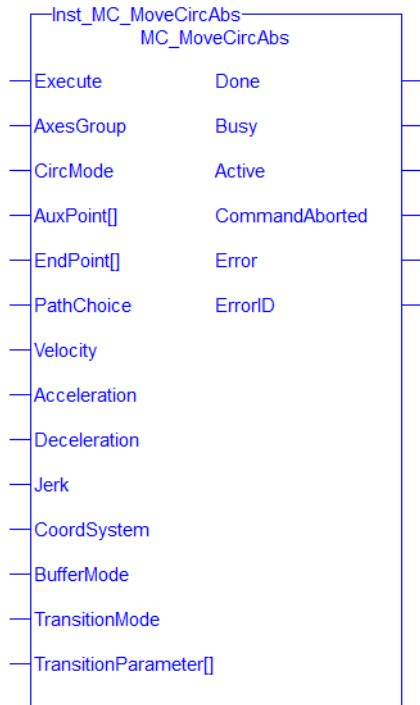 Inst_MC_MoveCircAbs
MC_MoveCircAbs
Execute Done
AxesGroup Busy
CircMode Active
AuxPoint[] CommandAborted
EndPoint[] Error
PathChoice ErrorID
Velocity
Acceleration
Deceleration
Jerk
CoordSystem
BufferMode
TransitionMode
TransitionParameter[]